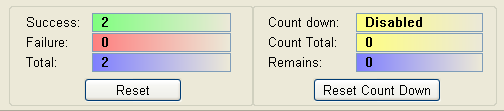 Success: 2
Failure: 0
Total: 2
Reset
Count down: Disabled
Count Total: 0
Remains: 0
Reset Count Down